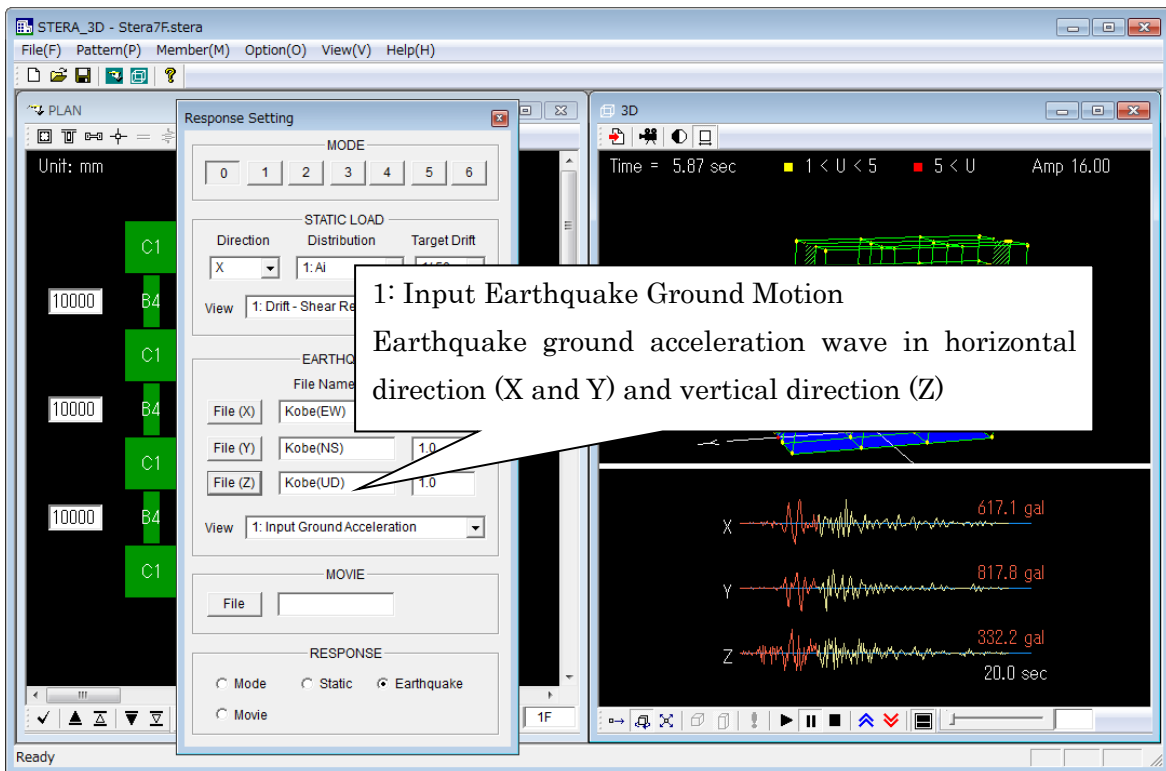 STERA_3D - Stera7F.stera
File(F) Pattern(P) Member(M) Option(O) View(V) Help(H)
PLAN
Unit: mm
C1
10000 B4
C1
10000 B4
C1
10000 B4
C1
1F
Response Setting
MODE
0 1 2 3 4 5 6
STATIC LOAD
Direction Distribution Target Drift
X 1: Ai
View 1: Drift - Shear Re
EARTHQ
File Name
File (X) Kobe(EW)
File (Y) Kobe(NS) 1.0
File (Z) Kobe(UD) 1.0
View 1: Input Ground Acceleration
MOVIE
File
RESPONSE
Mode Static Earthquake
Movie
1: Input Earthquake Ground Motion
Earthquake ground acceleration wave in horizontal
direction (X and Y) and vertical direction (Z)
3D
Time = 5.87 sec 1 < U < 5 5 < U Amp 16.00
X 617.1 gal
Y 817.8 gal
Z 332.2 gal
20.0 sec
Ready